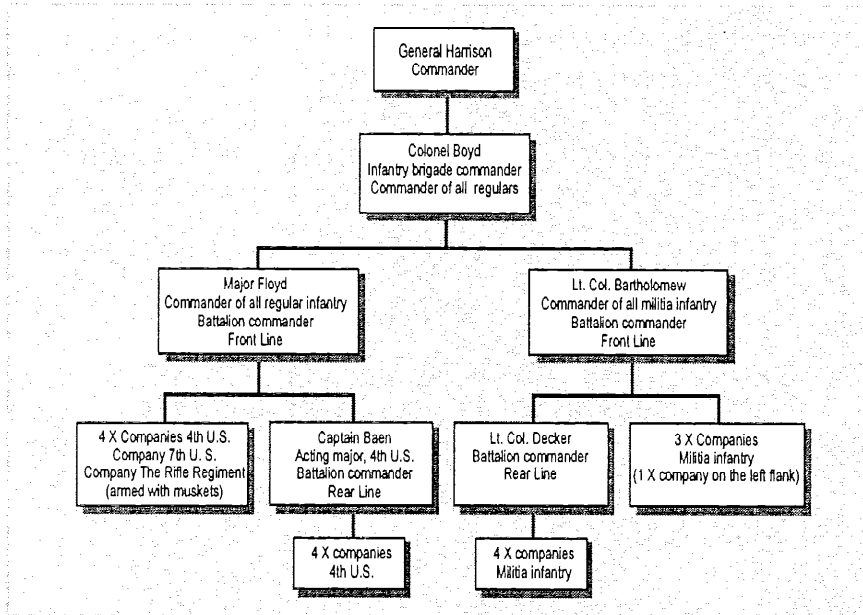 General Harrison
Commander
Colonel Boyd
Infantry brigade commander
Commander of all regulars
Major Floyd
Commander of all regular infantry
Battalion commander
Front Line
Lt. Col. Bartholomew
Commander of all militia infantry
Battalion commander
Front Line
4 X Companies 4th U.S.
Company 7th U. S.
Company The Rifle Regiment
(armed with muskets)
Captain Baen
Acting major, 4th U.S.
Battalion commander
Rear Line
Lt. Col. Decker
Battalion commander
Rear Line
3 X Companies
Militia infantry
(1 X company on the left flank)
4 X companies
4th U.S.
4 X companies
Militia infantry